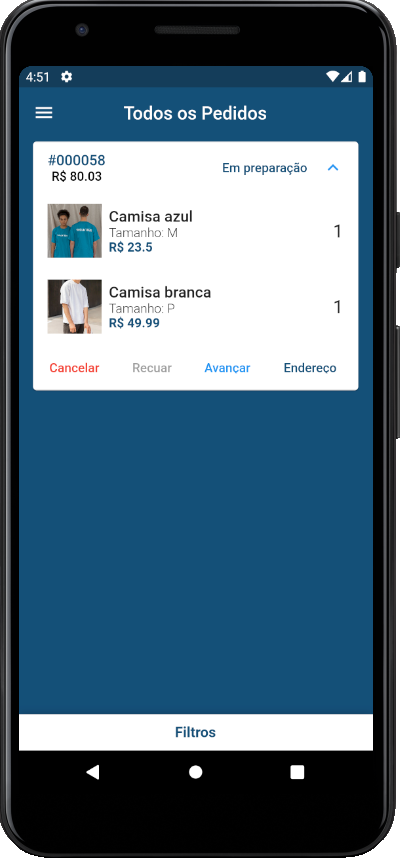 4:51
Todos os Pedidos
#000058
R$ 80.03
Em preparação
Camisa azul
Tamanho: M
R$ 23.5
1
Camisa branca
Tamanho: P
R$ 49.99
1
Cancelar
Recuar
Avançar
Endereço
Filtros